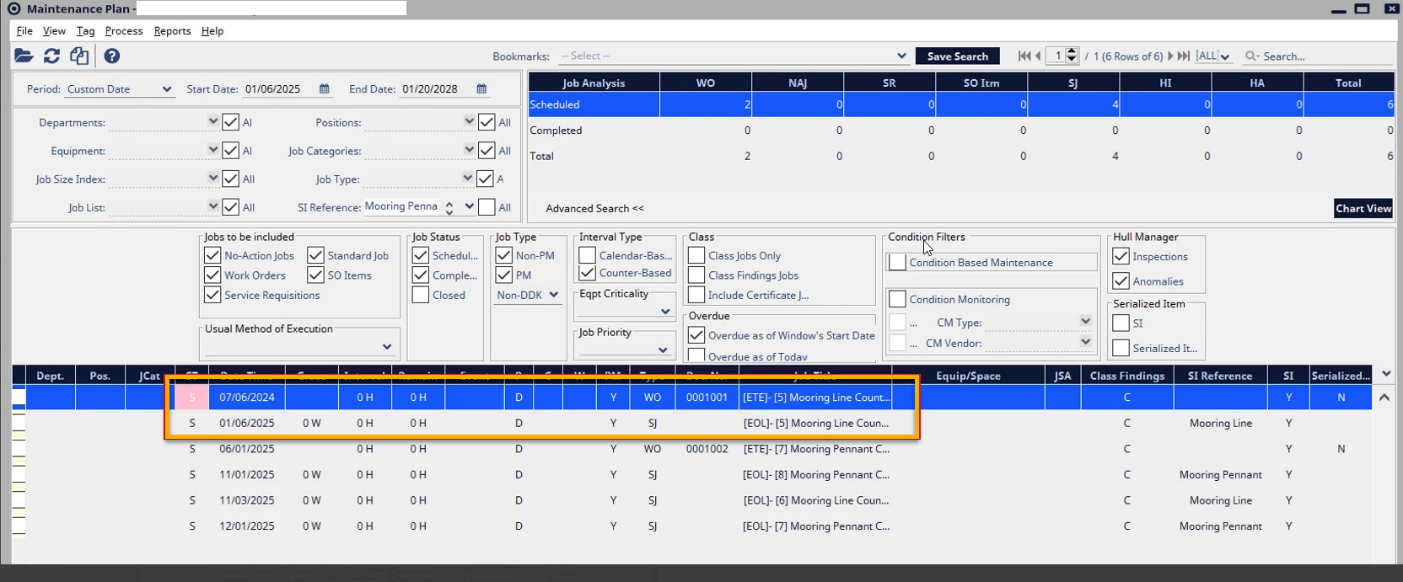 Maintenance Plan -
File View Tag Process Reports Help
Bookmarks: -- Select -- Save Search 1 / 1 (6 Rows of 6) [ALL] Search...
Period: Custom Date Start Date: 01/06/2025 End Date: 01/20/2028
Departments: Al Positions: All
Equipment: Al Job Categories: All
Job Size Index: All Job Type: A
Job List: All SI Reference: Mooring Penna All
Job Analysis WO NAJ SR SO Itm SJ HI HA Total
Scheduled 2 0 0 0 4 0 0 6
Completed 0 0 0 0 0 0 0 0
Total 2 0 0 0 4 0 0 6
Advanced Search << Chart View
Jobs to be included
No-Action Jobs Standard Job
Work Orders SO Items
Service Requisitions
Usual Method of Execution
Job Status
Schedul...
Comple...
Closed
Job Type
Non-PM
PM
Non-DDK
Interval Type
Calendar-Bas...
Counter-Based
Eqpt Criticality
Job Priority
Class
Class Jobs Only
Class Findings Jobs
Include Certificate J...
Overdue
Overdue as of Window's Start Date
Overdue as of Today
Condition Filters
Condition Based Maintenance
Condition Monitoring
... CM Type:
... CM Vendor:
Hull Manager
Inspections
Anomalies
Serialized Item
SI
Serialized It...
Dept. Pos. JCat Equip/Space JSA Class Findings SI Reference SI Serialized...
S 07/06/2024 0 H 0 H D Y WO 0001001 [ETE]- [5] Mooring Line Count... C Y N
S 01/06/2025 0 W 0 H 0 H D Y SJ [EOL]- [5] Mooring Line Coun... C Mooring Line Y
S 06/01/2025 0 H 0 H D Y WO 0001002 [ETE]- [7] Mooring Pennant C... C Y N
S 11/01/2025 0 W 0 H 0 H D Y SJ [EOL]- [8] Mooring Pennant C... C Mooring Pennant Y
S 11/03/2025 0 W 0 H 0 H D Y SJ [EOL]- [6] Mooring Line Coun... C Mooring Line Y
S 12/01/2025 0 W 0 H 0 H D Y SJ [EOL]- [7] Mooring Pennant C... C Mooring Pennant Y